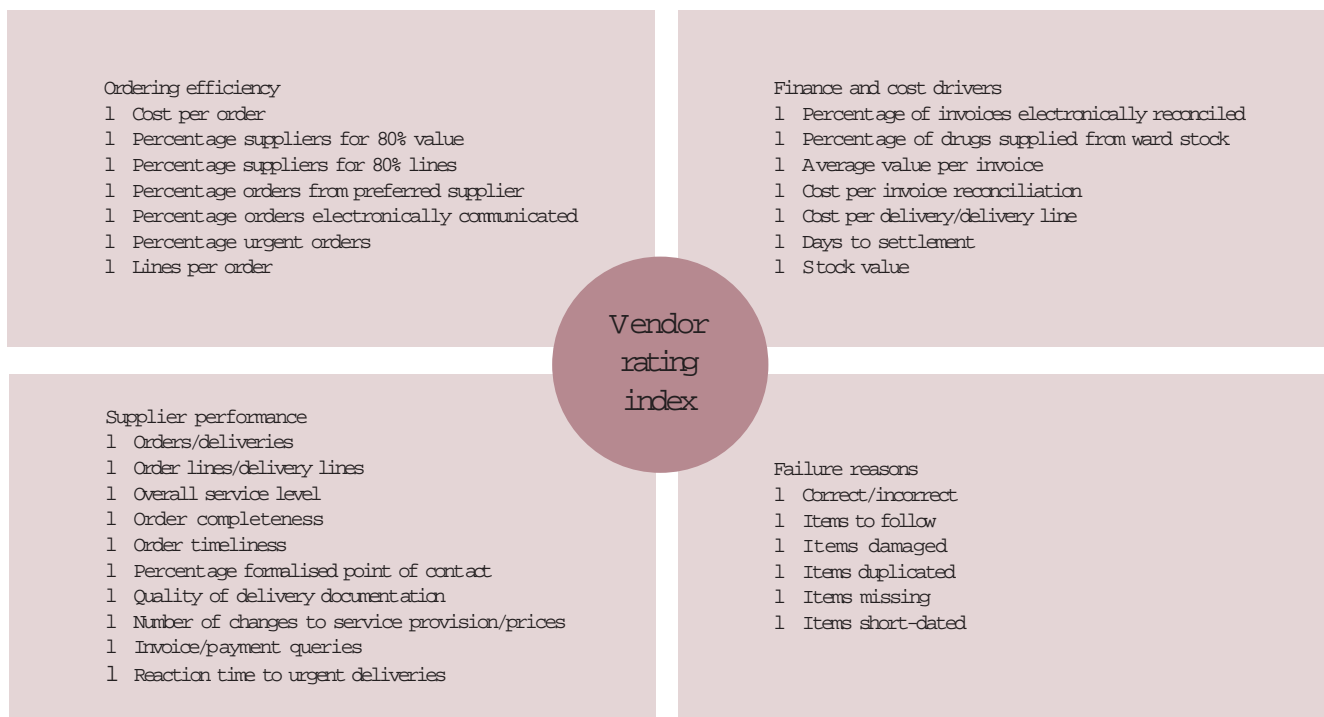 Ordering efficiency
l Cost per order
l Percentage suppliers for 80% value
l Percentage suppliers for 80% lines
l Percentage orders from preferred supplier
l Percentage orders electronically communicated
l Percentage urgent orders
l Lines per order
Finance and cost drivers
l Percentage of invoices electronically reconciled
l Percentage of drugs supplied from ward stock
l Average value per invoice
l Cost per invoice reconciliation
l Cost per delivery/delivery line
l Days to settlement
l Stock value
Vendor
rating
index
Supplier performance
l Orders/deliveries
l Order lines/delivery lines
l Overall service level
l Order completeness
l Order timeliness
l Percentage formalised point of contact
l Quality of delivery documentation
l Number of changes to service provision/prices
l Invoice/payment queries
l Reaction time to urgent deliveries
Failure reasons
l Correct/incorrect
l Items to follow
l Items damaged
l Items duplicated
l Items missing
l Items short-dated